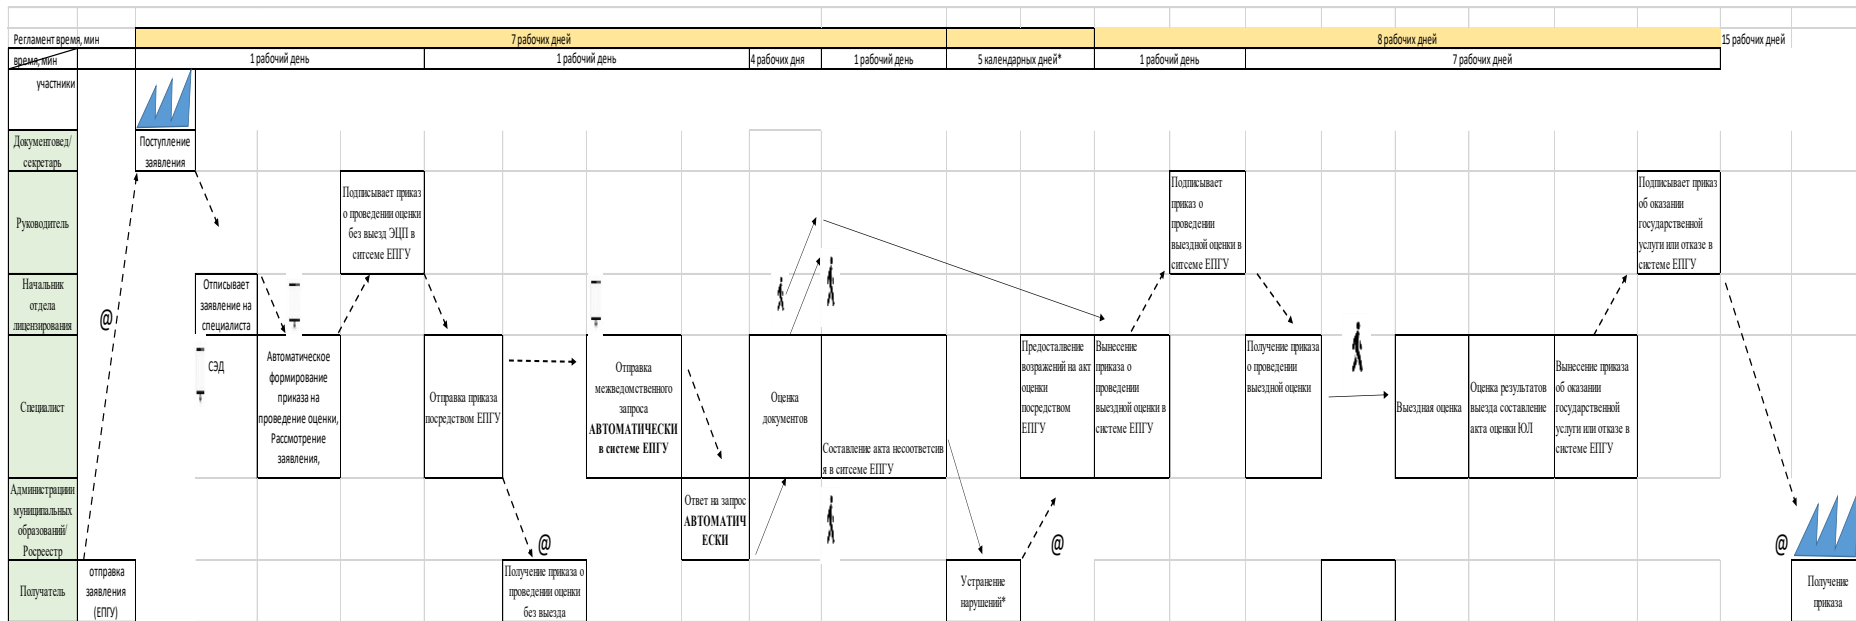 Регламент время, мин
7 рабочих дней
8 рабочих дней
15 рабочих дней
время, мин
1 рабочий день
1 рабочий день
4 рабочих дня
1 рабочий день
5 календарных дней*
1 рабочий день
7 рабочих дней
участники
Документовед/
секретарь
Поступление
заявления
Руководитель
Подписывает приказ
о проведении оценки
без выезд ЭЦП в
ситсеме ЕПГУ
Подписывает
приказ о
проведении
выездной оценки в
ситсеме ЕПГУ
Подписывает приказ
об оказании
государственной
услуги или отказе в
системе ЕПГУ
Начальник
отдела
лицензирования
Отписывает
заявление на
специалиста
@
Специалист
СЭД
Автоматическое
формирование
приказа на
проведение оценки,
Рассмотрение
заявления,
Отправка приказа
посредством ЕПГУ
Отправка
межведомственного
запроса
АВТОМАТИЧЕСКИ
в системе ЕПГУ
Оценка
документов
Составление акта несоответсив
я в ситсеме ЕПГУ
Предосталвение
возражений на акт
оценки
посредством
ЕПГУ
Вынесение
приказа о
проведении
выездной оценки в
системе ЕПГУ
Получение приказа
о проведении
выездной оценки
Выездная оценка
Оценка результатов
выезда составление
акта оценки ЮЛ
Вынесение приказа
об оказании
государственной
услуги или отказе в
системе ЕПГУ
Администрациии
муниципальных
образований/
Росреестр
Ответ на запрос
АВТОМАТИЧ
ЕСКИ
@
@
@
Получатель
отправка
заявления
(ЕПГУ)
Получение приказа о
проведении оценки
без выезда
Устранение
нарушений*
Получение
приказа